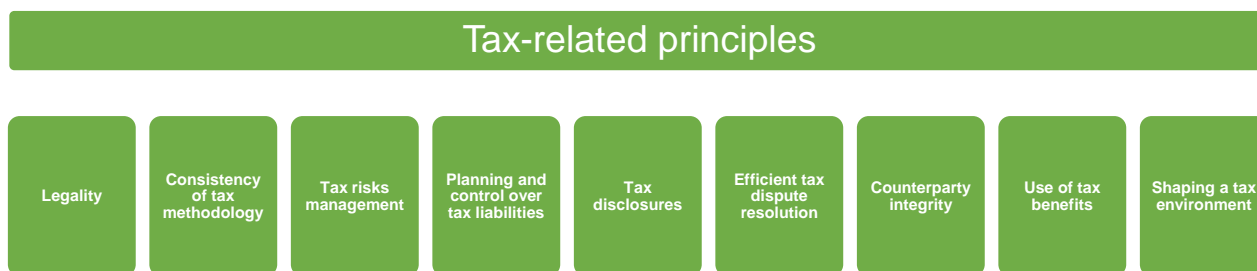 Tax-related principles
Legality
Consistency
of tax
methodology
Tax risks
management
Planning and
control over
tax liabilities
Tax
disclosures
Efficient tax
dispute
resolution
Counterparty
integrity
Use of tax
benefits
Shaping a tax
environment